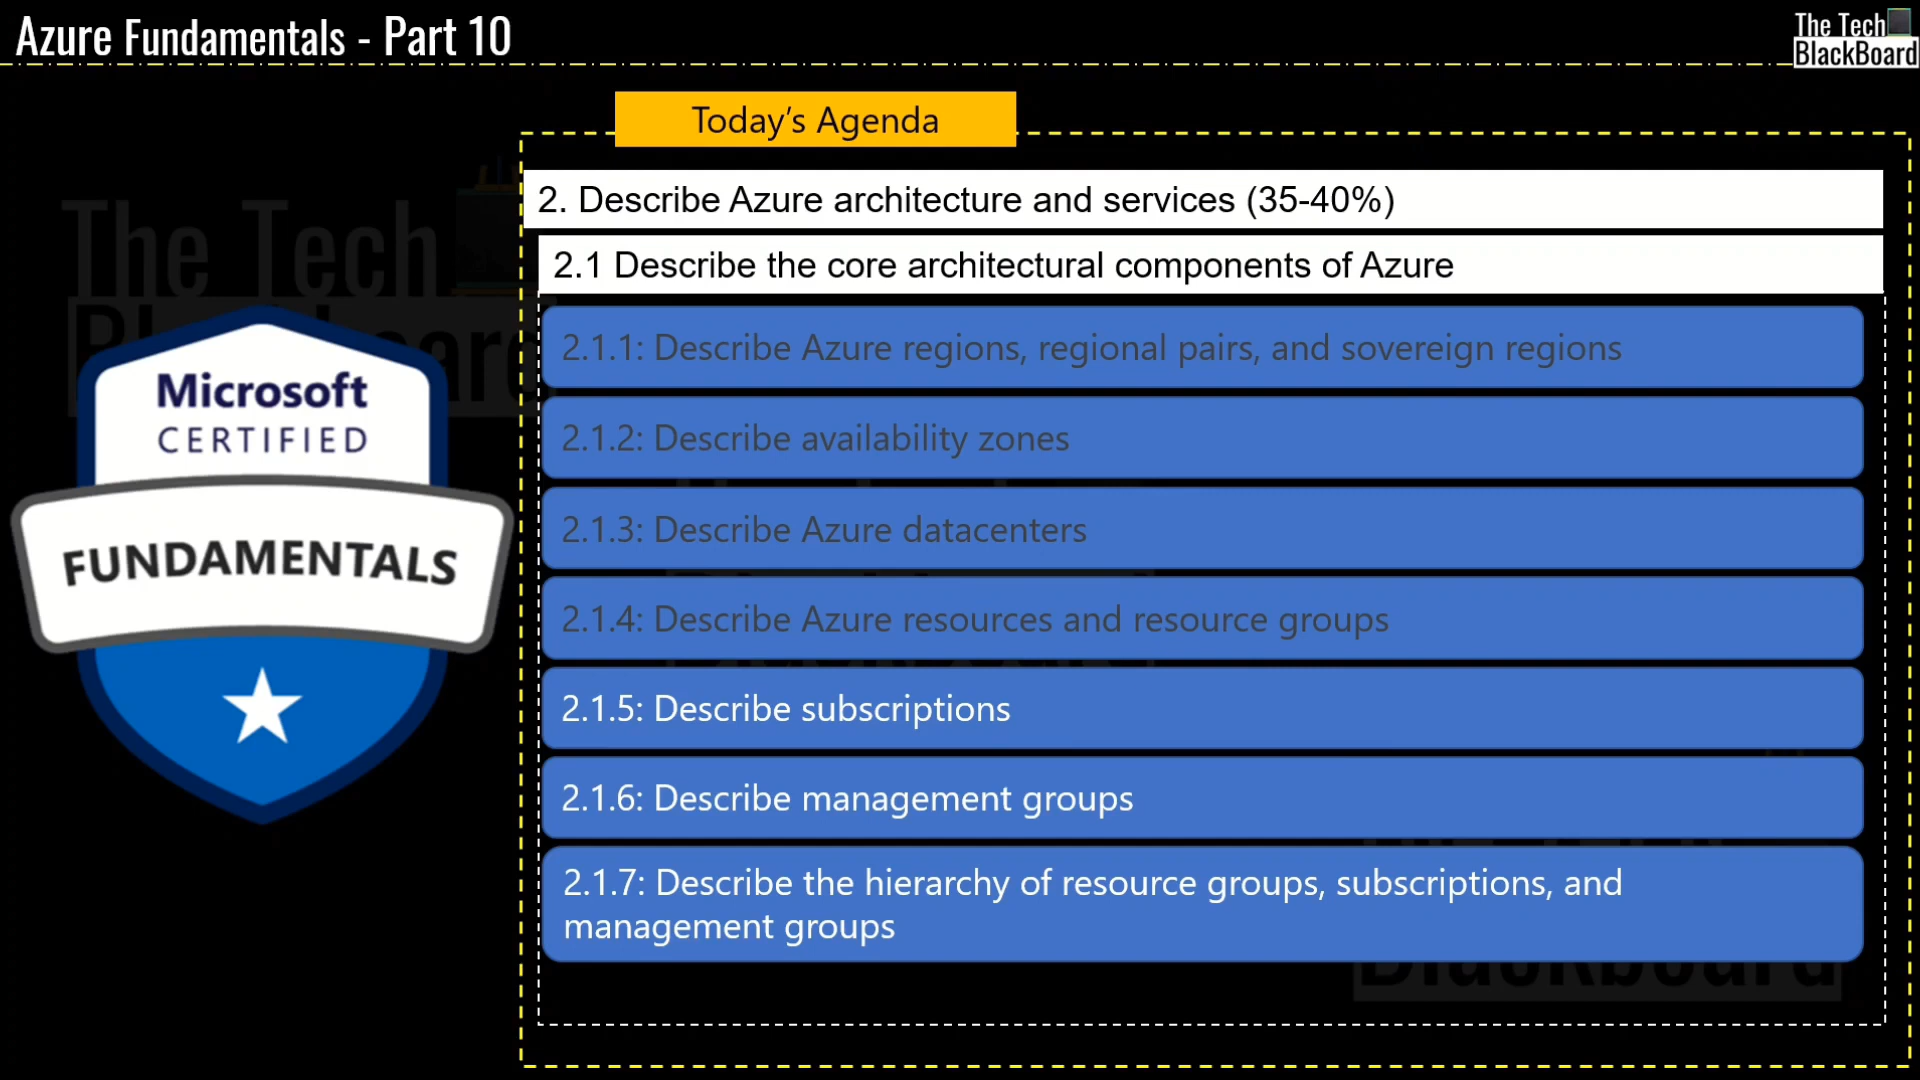 Azure Fundamentals - Part 10
The Tech
BlackBoard
Today's Agenda
2. Describe Azure architecture and services (35-40%)
2.1 Describe the core architectural components of Azure
The Tech
Blackboard
2.1.1: Describe Azure regions, regional pairs, and sovereign regions
Microsoft
CERTIFIED
2.1.2: Describe availability zones
2.1.3: Describe Azure datacenters
FUNDAMENTALS
2.1.4: Describe Azure resources and resource groups
2.1.5: Describe subscriptions
2.1.6: Describe management groups
2.1.7: Describe the hierarchy of resource groups, subscriptions, and
management groups
Blackboard